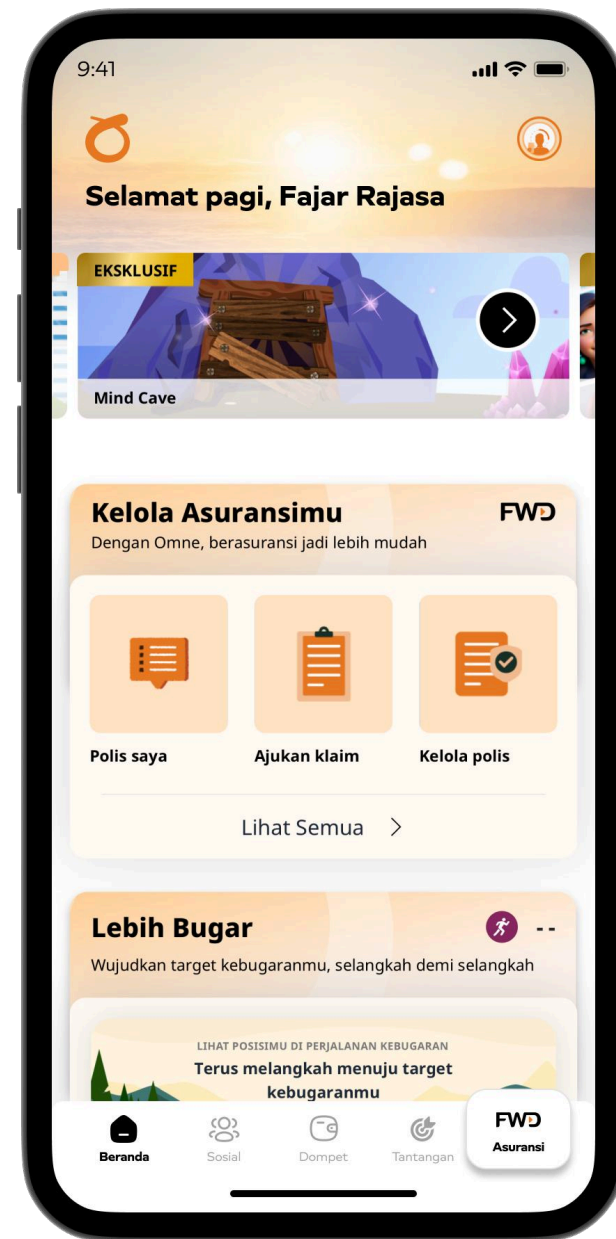 9:41
Selamat pagi, Fajar Rajasa
EKSKLUSIF
Mind Cave
Kelola Asuransimu
FWD
Dengan Omne, berasuransi jadi lebih mudah
Polis saya
Ajukan klaim
Kelola polis
Lihat Semua
Lebih Bugar
--
Wujudkan target kebugaranmu, selangkah demi selangkah
LIHAT POSISIMU DI PERJALANAN KEBUGARAN
Terus melangkah menuju target
kebugaranmu
Beranda
Sosial
Dompet
Tantangan
FWD
Asuransi